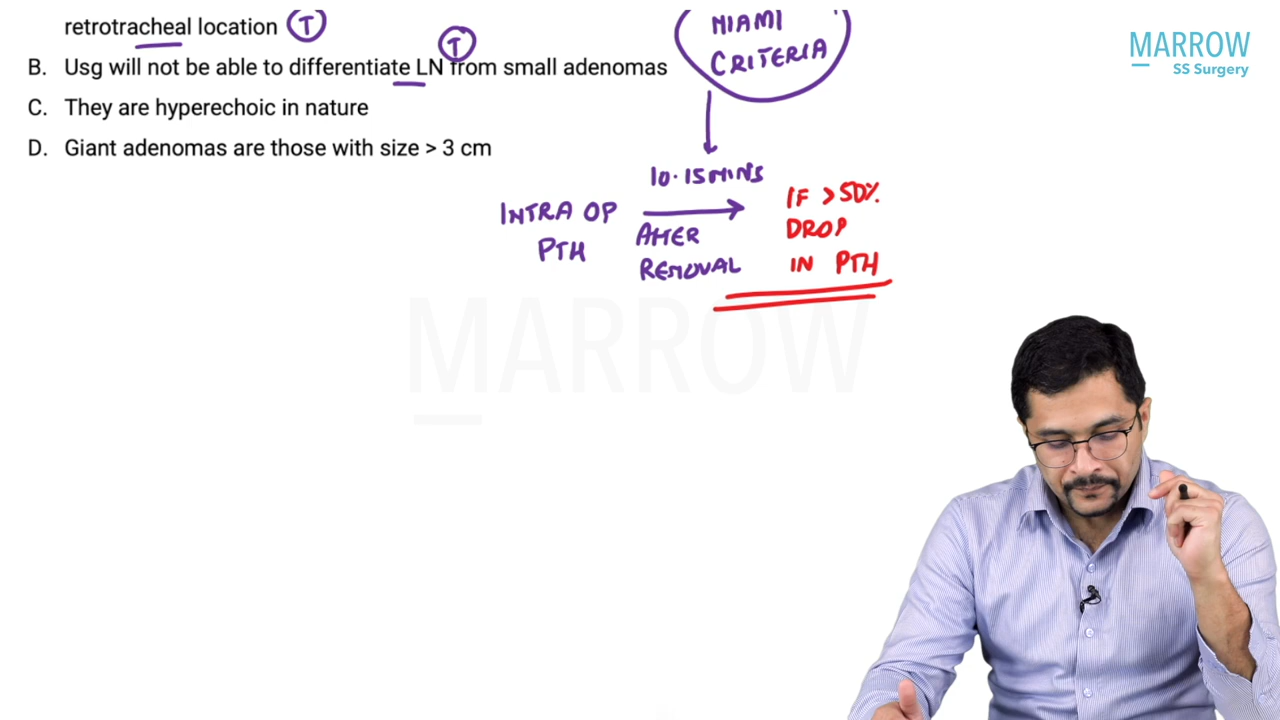 retrotracheal location T
MIAMI
CRITERIA
MARROW
SS Surgery
T
B. Usg will not be able to differentiate LN from small adenomas
C. They are hyperechoic in nature
D. Giant adenomas are those with size > 3 cm
10-15 MINS
INTRA OP
PTH
AFTER
REMOVAL
IF >50%
DROP
IN PTH
MARROW